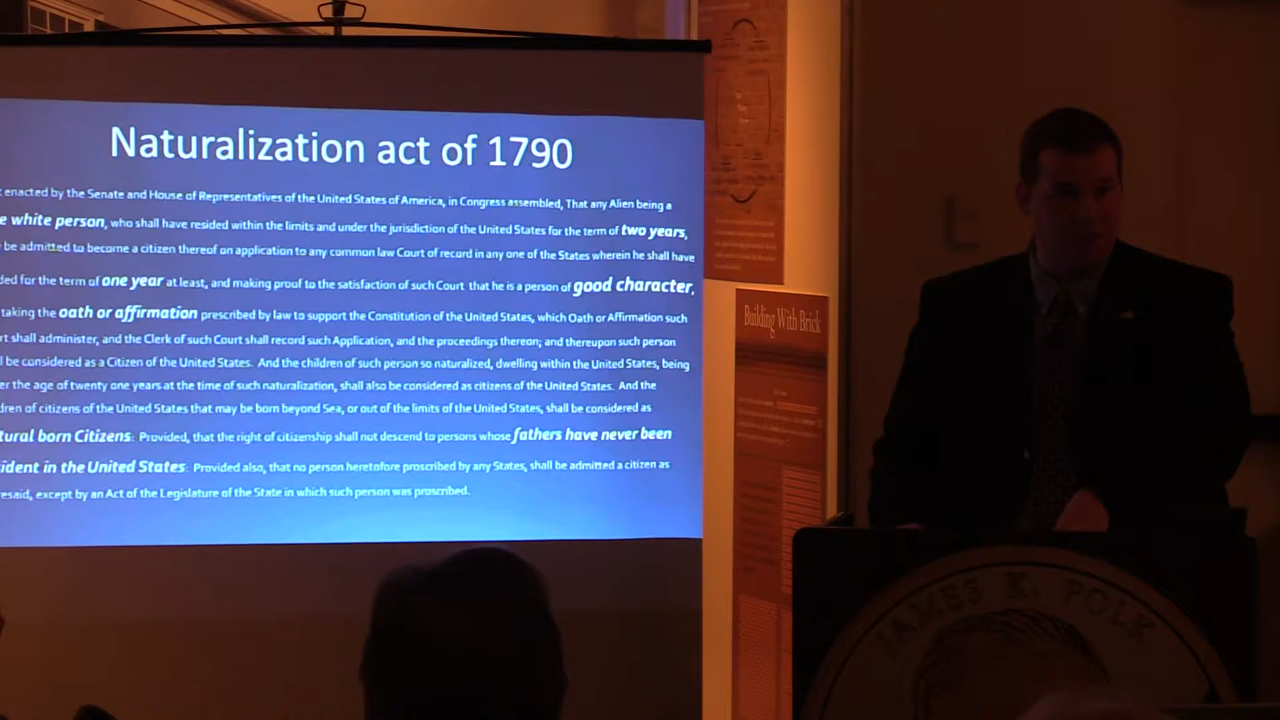 Naturalization act of 1790
enacted by the Senate and House of Representatives of the United States of America, in Congress assembled, That any Alien being a
e white person, who shall have resided within the limits and under the jurisdiction of the United States for the term of two years,
be admitted to become a citizen thereof on application to any common law Court of record in any one of the States wherein he shall have
ded for the term of one year at least, and making proof to the satisfaction of such Court that he is a person of good character,
taking the oath or affirmation prescribed by law to support the Constitution of the United States, which Oath or Affirmation such
rt shall administer, and the Clerk of such Court shall record such Application, and the proceedings thereon; and thereupon such person
l be considered as a Citizen of the United States. And the children of such person so naturalized, dwelling within the United States, being
er the age of twenty one years at the time of such naturalization, shall also be considered as citizens of the United States. And the
dren of citizens of the United States that may be born beyond Sea, or out of the limits of the United States, shall be considered as
tural born Citizens: Provided, that the right of citizenship shall not descend to persons whose fathers have never been
ident in the United States: Provided also, that no person heretofore proscribed by any States, shall be admitted a citizen as
resaid, except by an Act of the Legislature of the State in which such person was proscribed.
Building With Brick
JAMES K. POLK